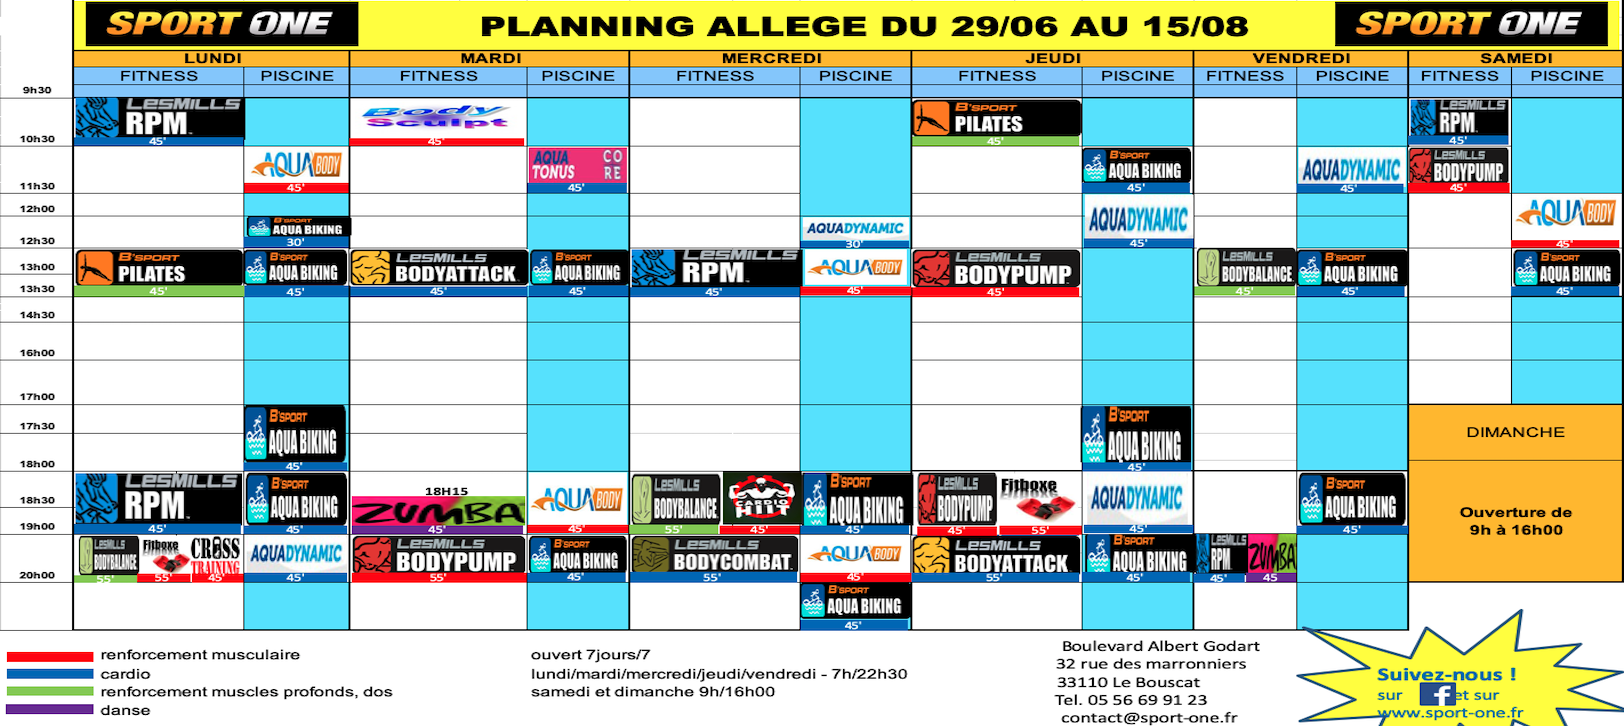 SPORT ONE PLANNING ALLEGE DU 29/06 AU 15/08 SPORT ONE
LUNDI MARDI MERCREDI JEUDI VENDREDI SAMEDI
FITNESS PISCINE FITNESS PISCINE FITNESS PISCINE FITNESS PISCINE FITNESS PISCINE FITNESS PISCINE
9h30
LESMILLS RPM 45'
Body Sculpt 45'
B'SPORT PILATES 45'
LESMILLS RPM 45'
10h30
AQUA BODY 45'
AQUA TONUS CORE 45'
B'SPORT AQUA BIKING 45'
AQUADYNAMIC 45'
LESMILLS BODYPUMP 45'
11h30
12h00
B'SPORT AQUA BIKING 30'
AQUADYNAMIC 30'
AQUADYNAMIC 45'
AQUA BODY 45'
12h30
B'SPORT PILATES 45'
B'SPORT AQUA BIKING 45'
LESMILLS BODYATTACK 45'
B'SPORT AQUA BIKING 45'
LESMILLS RPM 45'
AQUA BODY 45'
LESMILLS BODYPUMP 45'
LESMILLS BODYBALANCE 45'
B'SPORT AQUA BIKING 45'
B'SPORT AQUA BIKING 45'
13h00
13h30
14h30
16h00
17h00
B'SPORT AQUA BIKING 45'
B'SPORT AQUA BIKING 45'
DIMANCHE
17h30
18h00
LESMILLS RPM 45'
B'SPORT AQUA BIKING 45'
18H15
ZUMBA 45'
AQUA BODY 45'
LESMILLS BODYBALANCE 55'
CARDIO HIIT 45'
B'SPORT AQUA BIKING 45'
LESMILLS BODYPUMP 45'
Fitboxe 55'
AQUADYNAMIC 45'
B'SPORT AQUA BIKING 45'
Ouverture de
9h à 16h00
18h30
19h00
LESMILLS BODYBALANCE 55'
Fitboxe 55'
CROSS TRAINING 45'
AQUADYNAMIC 45'
LESMILLS BODYPUMP 55'
B'SPORT AQUA BIKING 45'
LESMILLS BODYCOMBAT 55'
AQUA BODY 45'
LESMILLS BODYATTACK 55'
B'SPORT AQUA BIKING 45'
LESMILLS RPM 45'
ZUMBA 45
20h00
B'SPORT AQUA BIKING 45'
renforcement musculaire
cardio
renforcement muscles profonds, dos
danse
ouvert 7jours/7
lundi/mardi/mercredi/jeudi/vendredi - 7h/22h30
samedi et dimanche 9h/16h00
Boulevard Albert Godart
32 rue des marronniers
33110 Le Bouscat
Tel. 05 56 69 91 23
contact@sport-one.fr
Suivez-nous !
sur f et sur
www.sport-one.fr